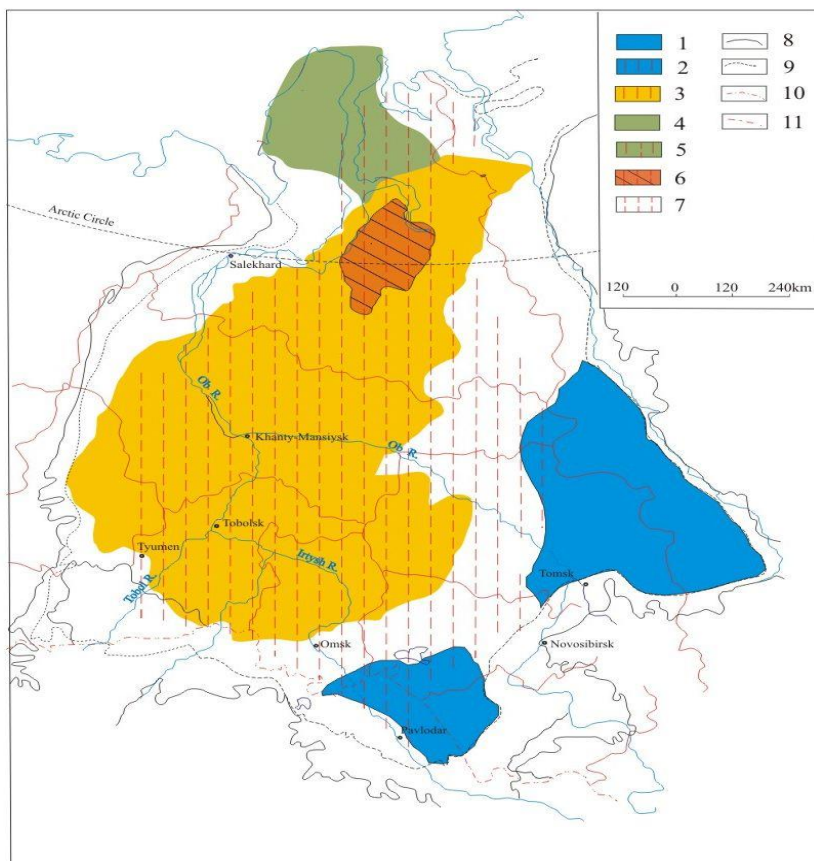 1
2
3
4
5
6
7
8
9
10
11
120 0 120 240km
Arctic Circle
Salekhard
Ob R.
Khanty-Mansiysk
Ob R.
Tobolsk
Tyumen
Irtysh R.
Tobol R.
Tomsk
Omsk
Novosibirsk
Pavlodar